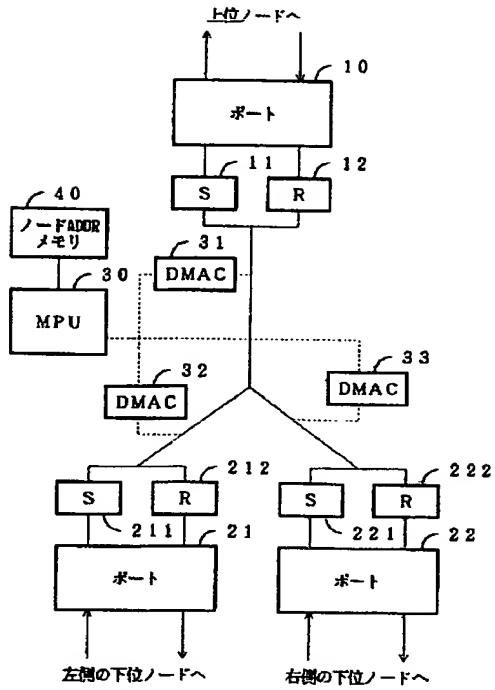 上位ノードへ
10
ポート
11
12
S
R
40
ノードADDR
メモリ
31
DMAC
30
MPU
32
DMAC
33
DMAC
212
222
S
R
S
R
211
21
221
22
ポート
ポート
左側の下位ノードへ
右側の下位ノードへ